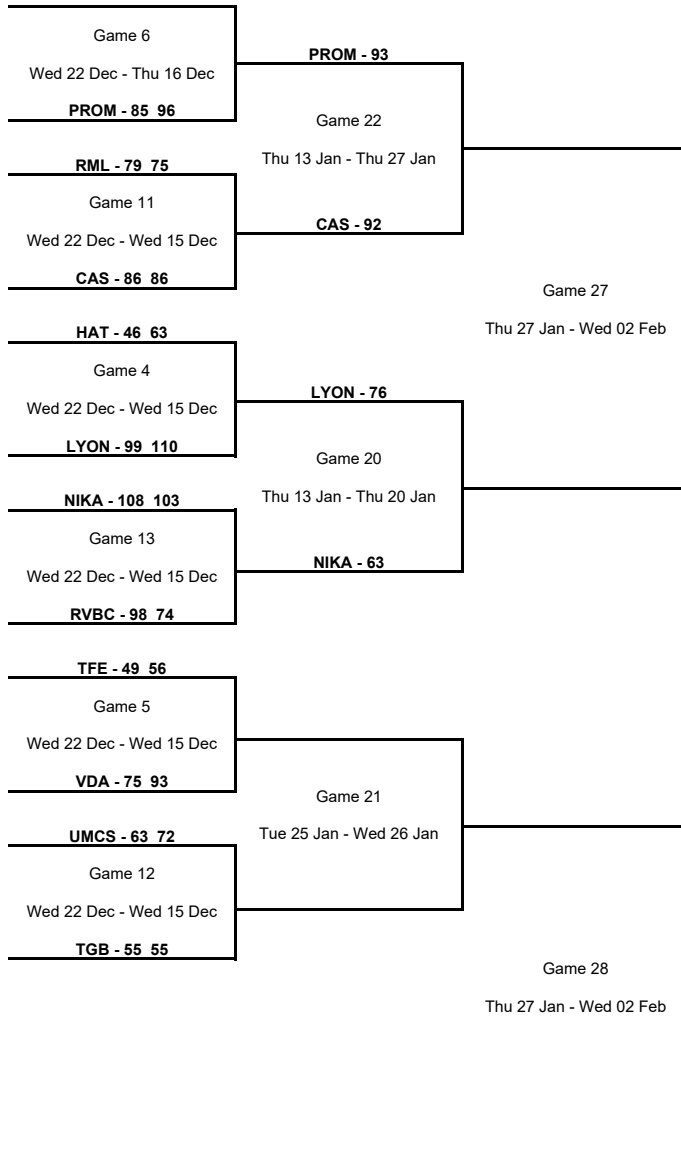 Game 6
Wed 22 Dec - Thu 16 Dec
PROM - 85 96
RML - 79 75
Game 11
Wed 22 Dec - Wed 15 Dec
CAS - 86 86
HAT - 46 63
Game 4
Wed 22 Dec - Wed 15 Dec
LYON - 99 110
NIKA - 108 103
Game 13
Wed 22 Dec - Wed 15 Dec
RVBC - 98 74
TFE - 49 56
Game 5
Wed 22 Dec - Wed 15 Dec
VDA - 75 93
UMCS - 63 72
Game 12
Wed 22 Dec - Wed 15 Dec
TGB - 55 55
PROM - 93
Game 22
Thu 13 Jan - Thu 27 Jan
CAS - 92
LYON - 76
Game 20
Thu 13 Jan - Thu 20 Jan
NIKA - 63
Game 21
Tue 25 Jan - Wed 26 Jan
Game 27
Thu 27 Jan - Wed 02 Feb
Game 28
Thu 27 Jan - Wed 02 Feb